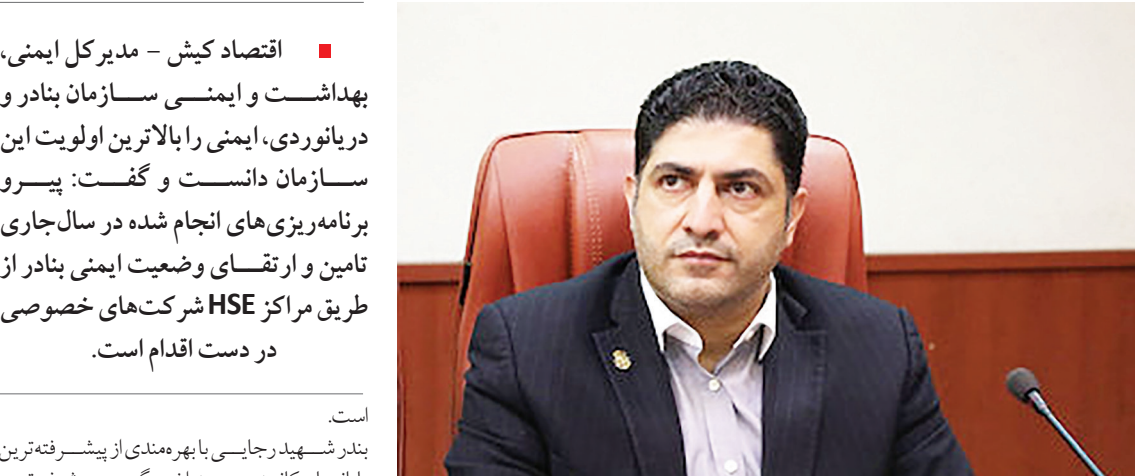 ■ اقتصاد کیش - مدیرکل ایمنی،
بهداشت و ایمنی سازمان بنادر و
دریانوردی، ایمنی را بالاترین اولویت این
سازمان دانست و گفت: پیرو
برنامه‌ریزی‌های انجام شده در سال‌جاری
تامین و ارتقای وضعیت ایمنی بنادر از
طریق مراکز HSE شرکت‌های خصوصی
در دست اقدام است.
است.
بندر شهید رجایی با بهره‌مندی از پیشرفته‌ترین